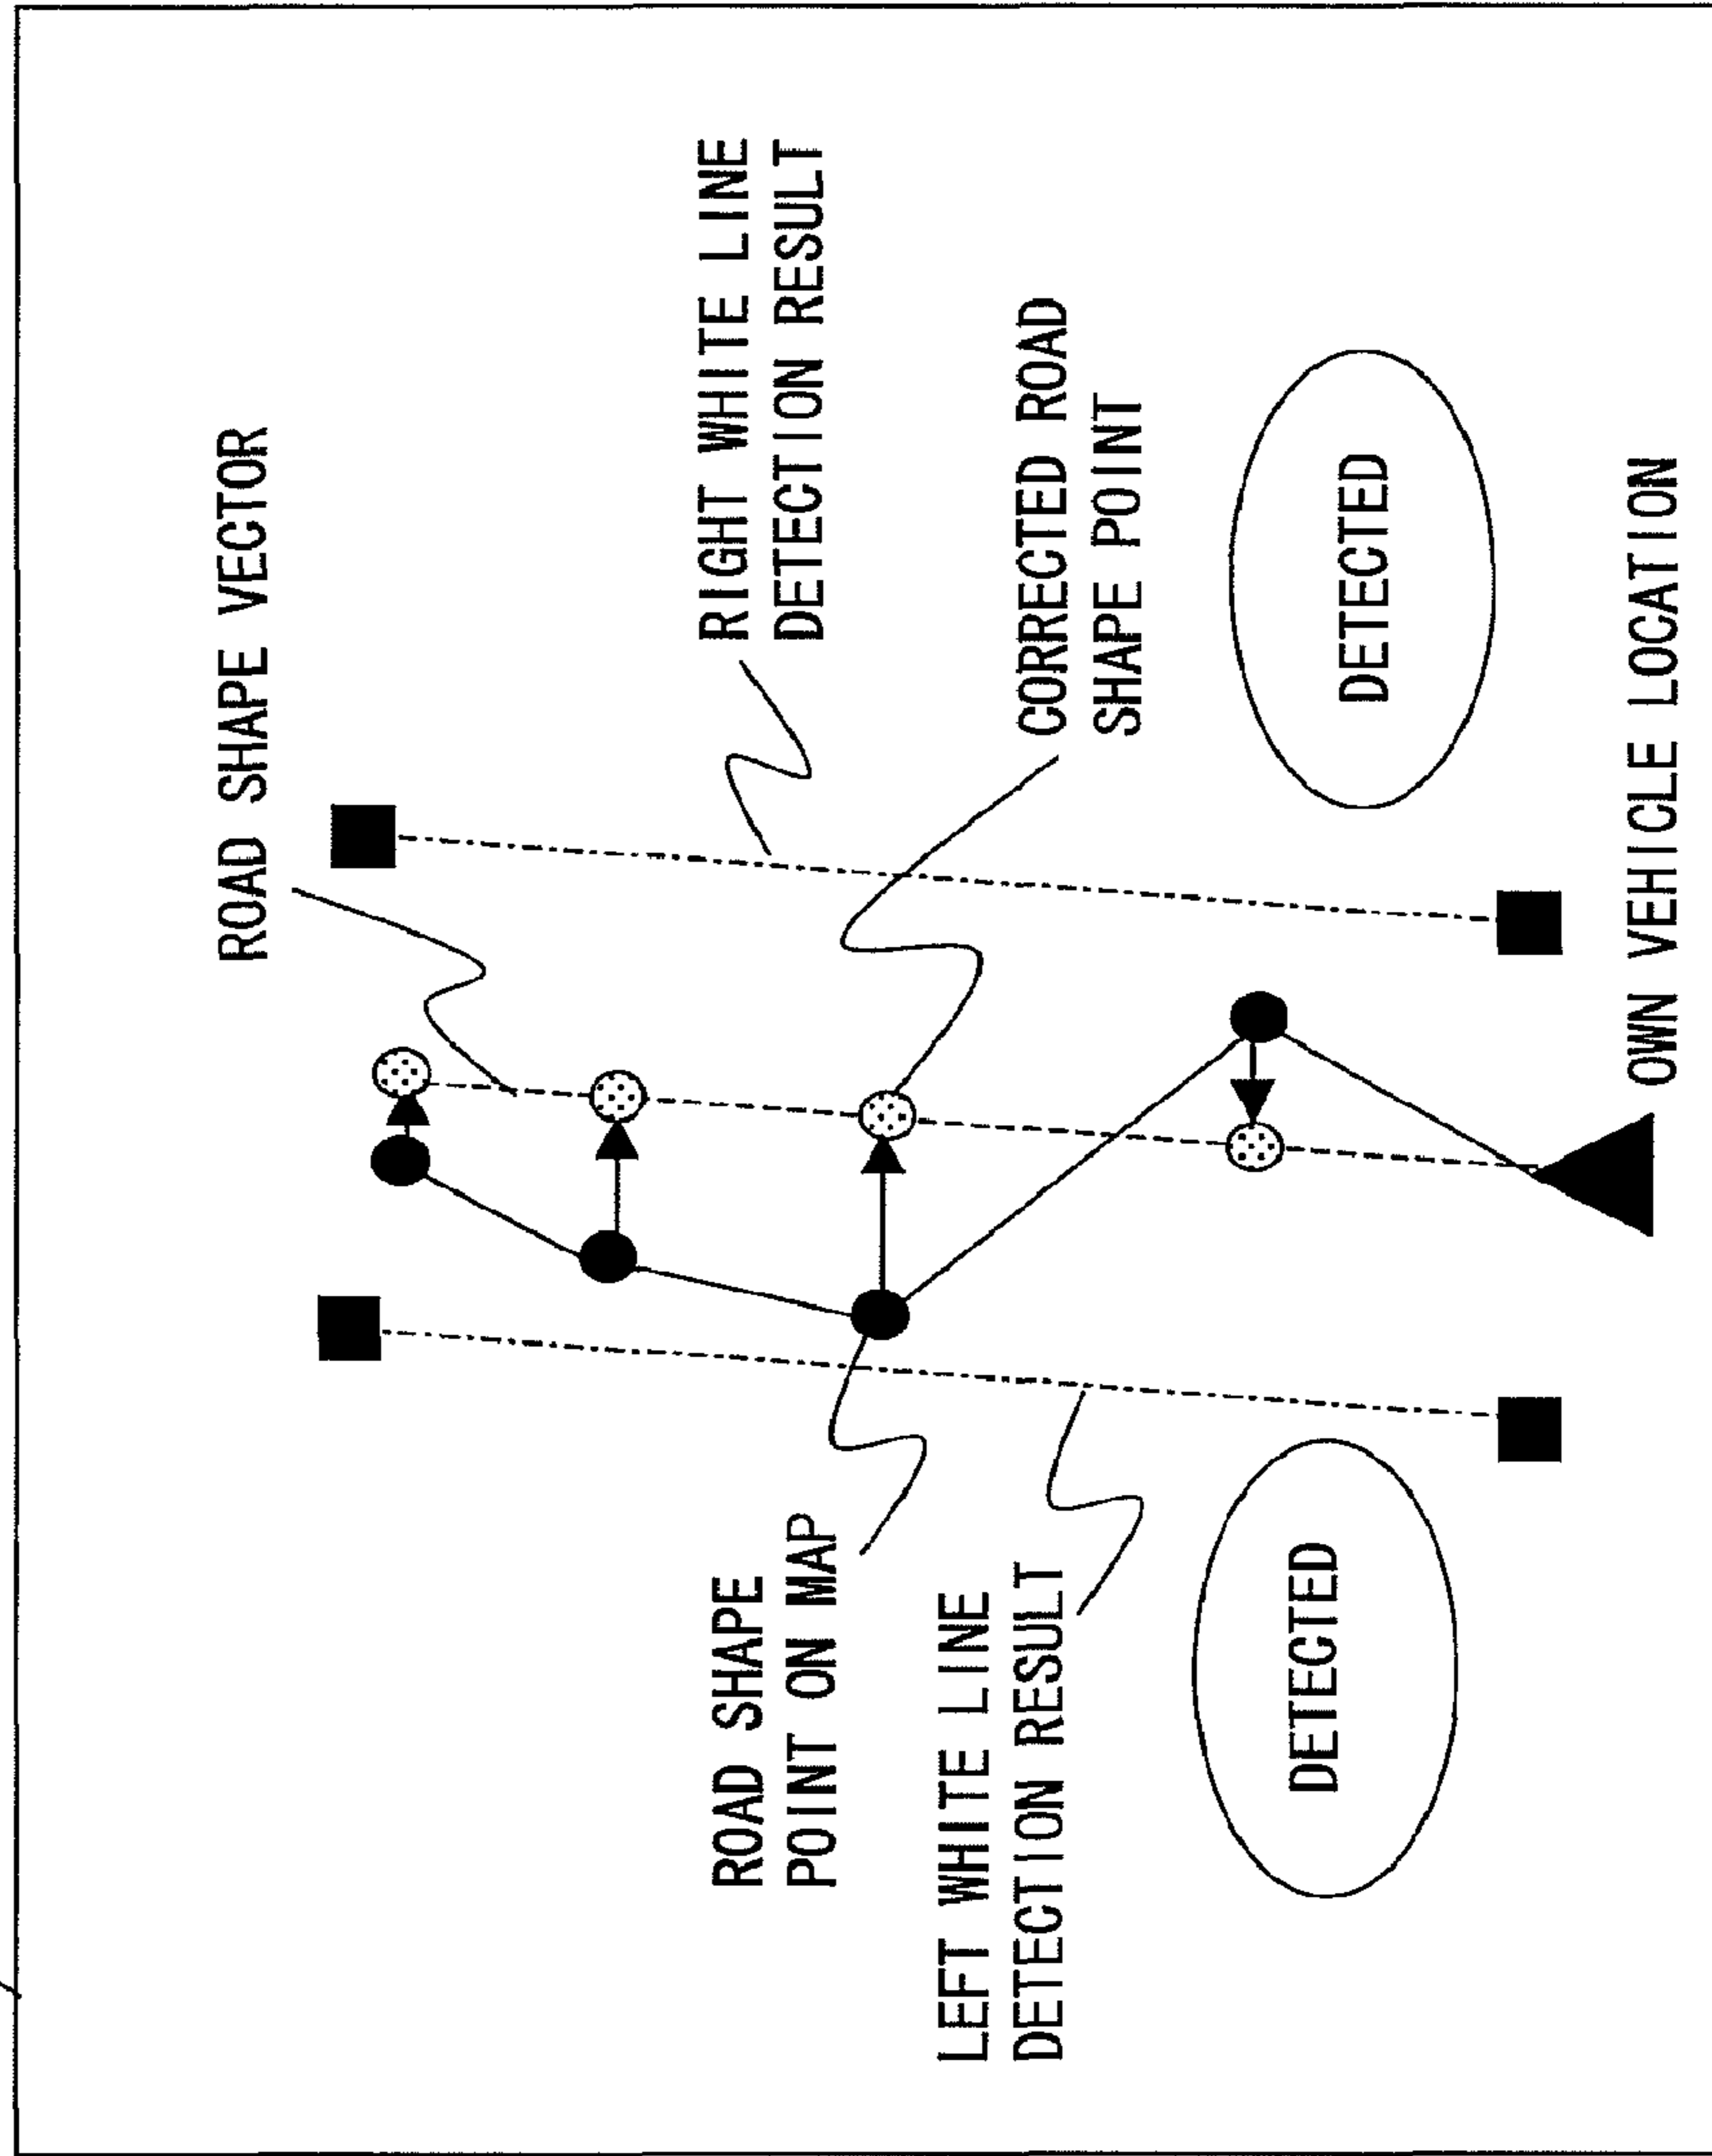 ROAD SHAPE VECTOR
RIGHT WHITE LINE
DETECTION RESULT
ROAD SHAPE
POINT ON MAP
LEFT WHITE LINE
DETECTION RESULT
CORRECTED ROAD
SHAPE POINT
DETECTED
DETECTED
OWN VEHICLE LOCATION